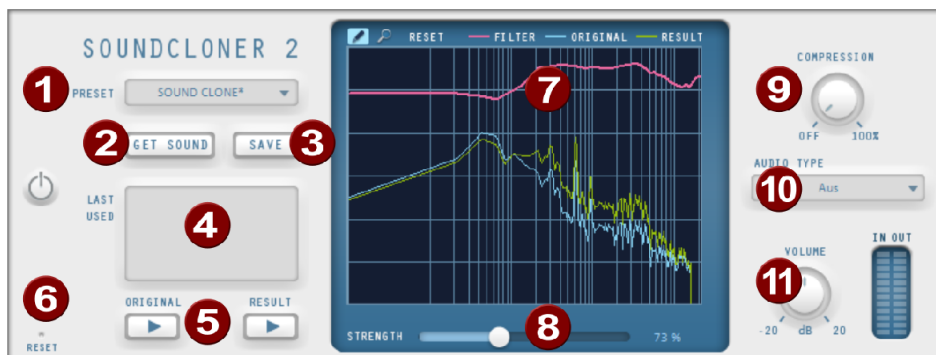 SOUNDCLONER 2
1 PRESET SOUND CLONE*
2 GET SOUND SAVE 3
LAST
USED
4
6
RESET
ORIGINAL RESULT
5
RESET FILTER ORIGINAL RESULT
7
8
STRENGTH 73 %
COMPRESSION
9
OFF 100%
AUDIO TYPE
10 Aus
VOLUME
11
-20 dB 20
IN OUT